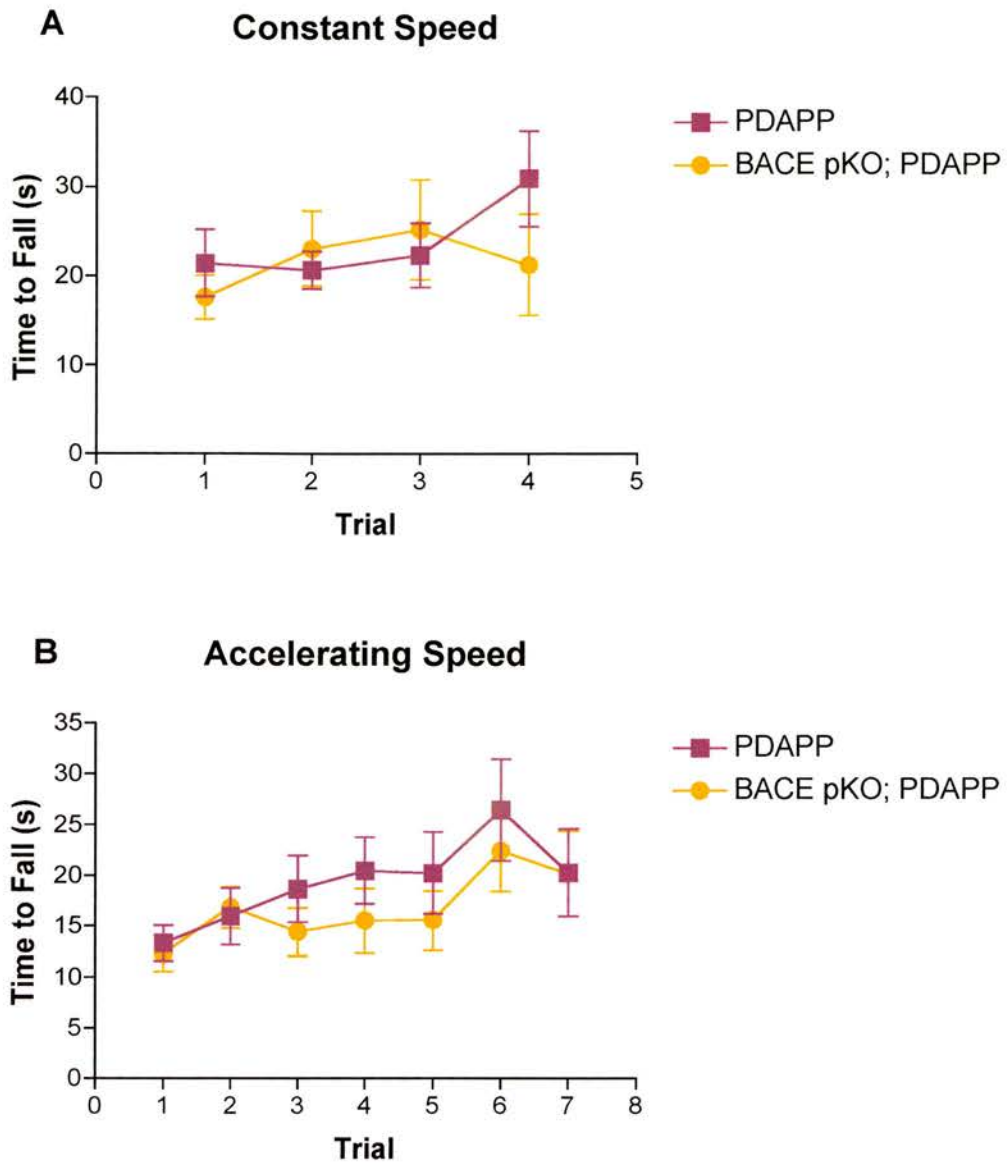 A
Constant Speed
40
30
20
10
0
Time to Fall (s)
0 1 2 3 4 5
Trial
PDAPP
BACE pKO; PDAPP
B
Accelerating Speed
35
30
25
20
15
10
5
0
Time to Fall (s)
0 1 2 3 4 5 6 7 8
Trial
PDAPP
BACE pKO; PDAPP